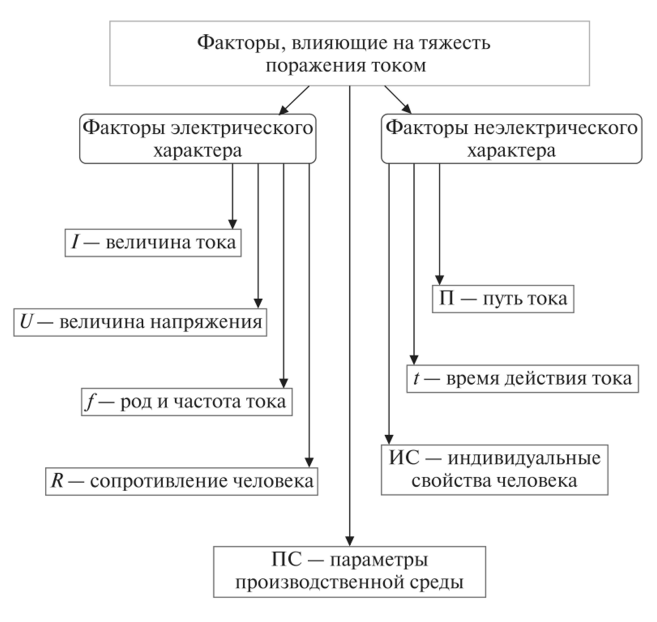 Факторы, влияющие на тяжесть
поражения током
Факторы электрического
характера
Факторы неэлектрического
характера
I — величина тока
U — величина напряжения
f — род и частота тока
R — сопротивление человека
П — путь тока
t — время действия тока
ИС — индивидуальные
свойства человека
ПС — параметры
производственной среды